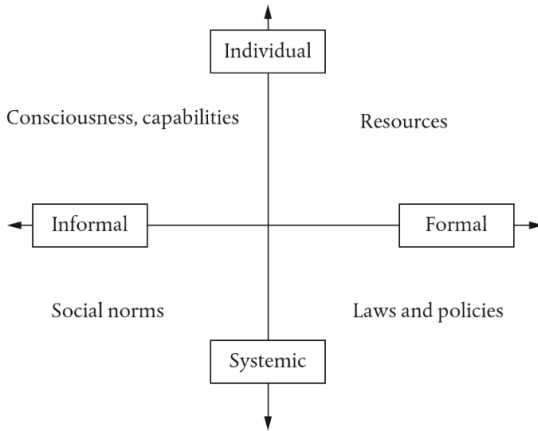 Individual
Consciousness, capabilities
Resources
Informal
Formal
Social norms
Laws and policies
Systemic